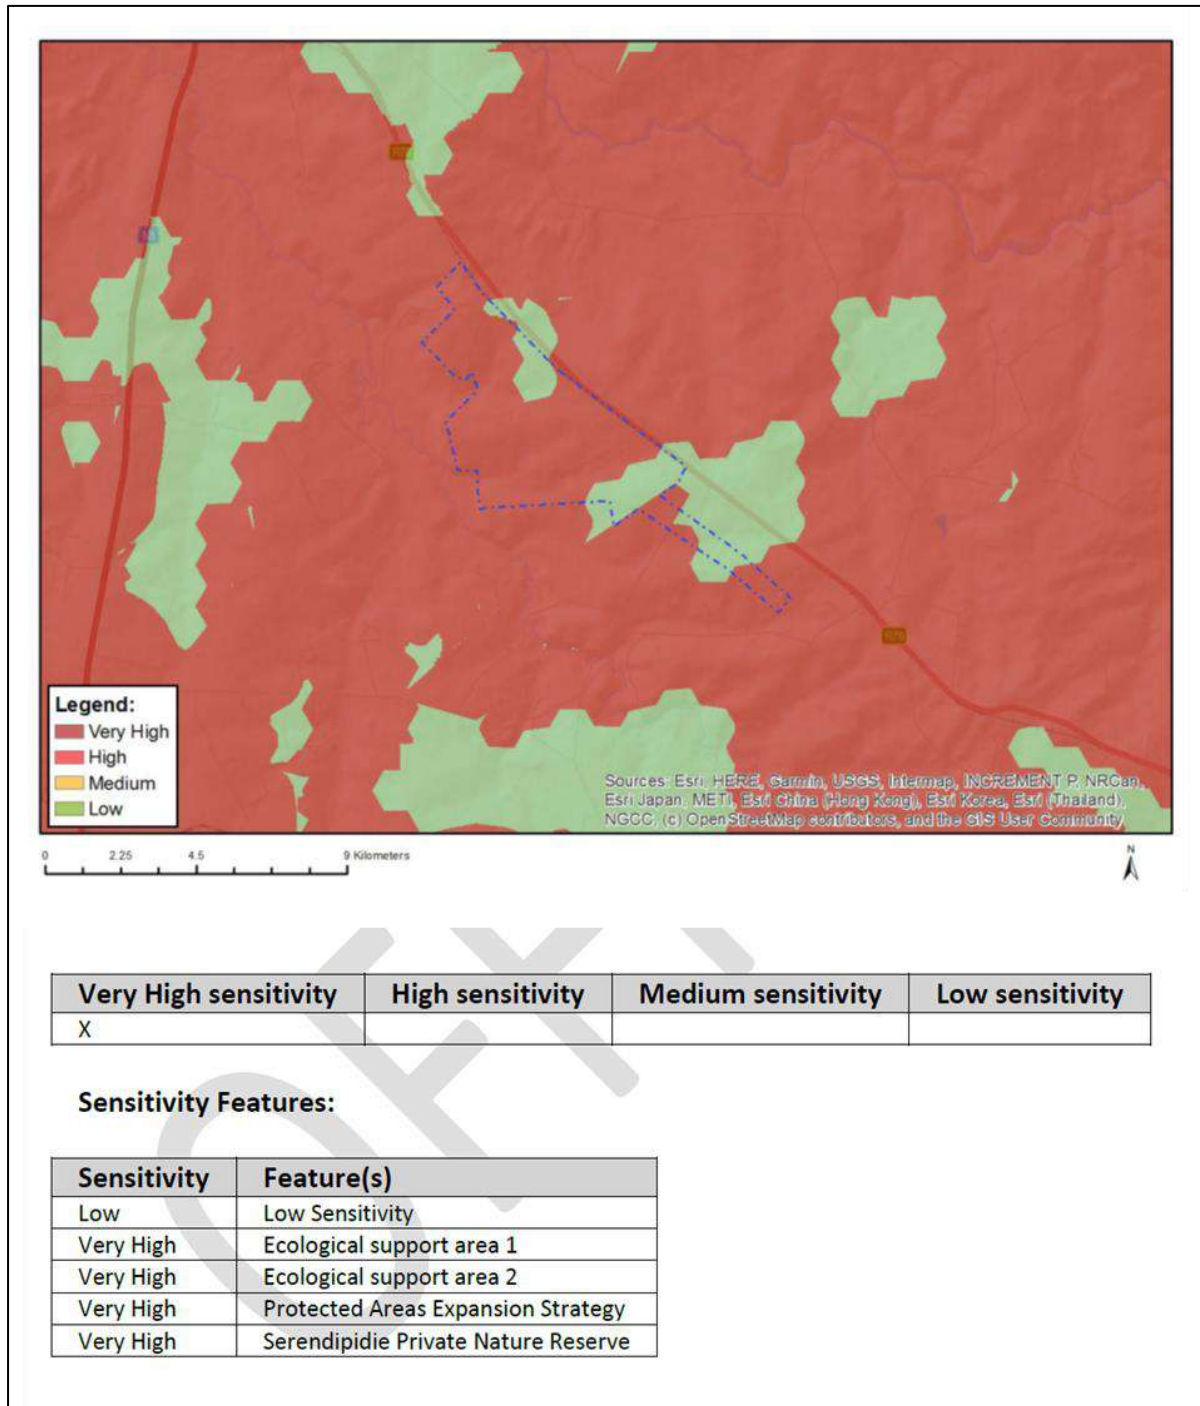 R76
Legend:
Very High
High
Medium
Low
Sources: Esri, HERE, Garmin, USGS, Intermap, INCREMENT P, NRCan,
Esri Japan, METI, Esri China (Hong Kong), Esri Korea, Esri (Thailand),
NGCC, (c) OpenStreetMap contributors, and the GIS User Community
0 2.25 4.5 9 Kilometers
N
Very High sensitivity High sensitivity Medium sensitivity Low sensitivity
X
Sensitivity Features:
Sensitivity Feature(s)
Low Low Sensitivity
Very High Ecological support area 1
Very High Ecological support area 2
Very High Protected Areas Expansion Strategy
Very High Serendipidie Private Nature Reserve